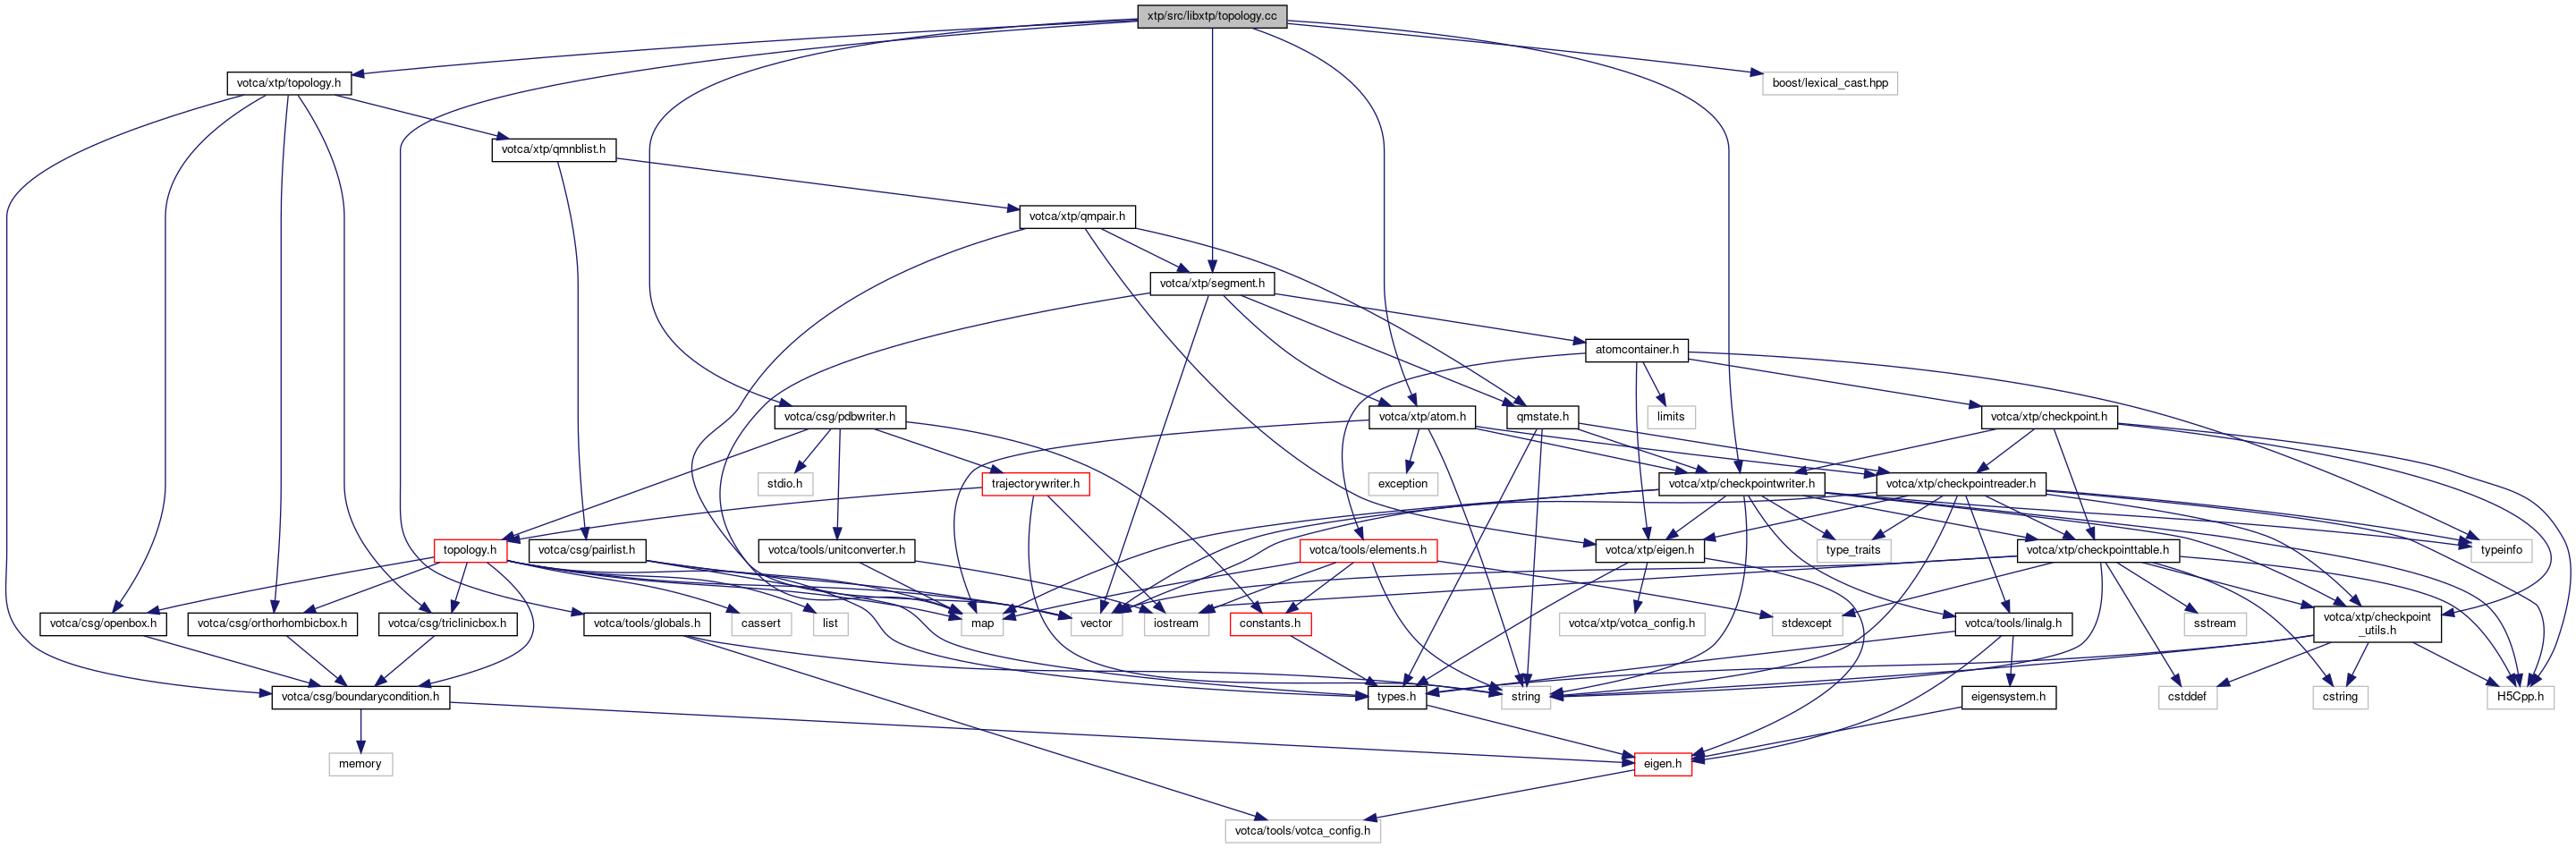 xtp/src/libxtp/topology.cc
votca/xtp/topology.h
boost/lexical_cast.hpp
votca/xtp/qmnblist.h
votca/xtp/qmpair.h
votca/xtp/segment.h
atomcontainer.h
votca/csg/pdbwriter.h
votca/xtp/atom.h
qmstate.h
limits
votca/xtp/checkpoint.h
stdio.h
trajectorywriter.h
exception
votca/xtp/checkpointwriter.h
votca/xtp/checkpointreader.h
topology.h
votca/csg/pairlist.h
votca/tools/unitconverter.h
votca/tools/elements.h
votca/xtp/eigen.h
type_traits
votca/xtp/checkpointtable.h
typeinfo
votca/csg/openbox.h
votca/csg/orthorhombicbox.h
votca/csg/triclinicbox.h
votca/tools/globals.h
cassert
list
map
vector
iostream
constants.h
votca/xtp/votca_config.h
stdexcept
votca/tools/linalg.h
sstream
votca/xtp/checkpoint
_utils.h
votca/csg/boundarycondition.h
types.h
string
eigensystem.h
cstddef
cstring
H5Cpp.h
memory
eigen.h
votca/tools/votca_config.h